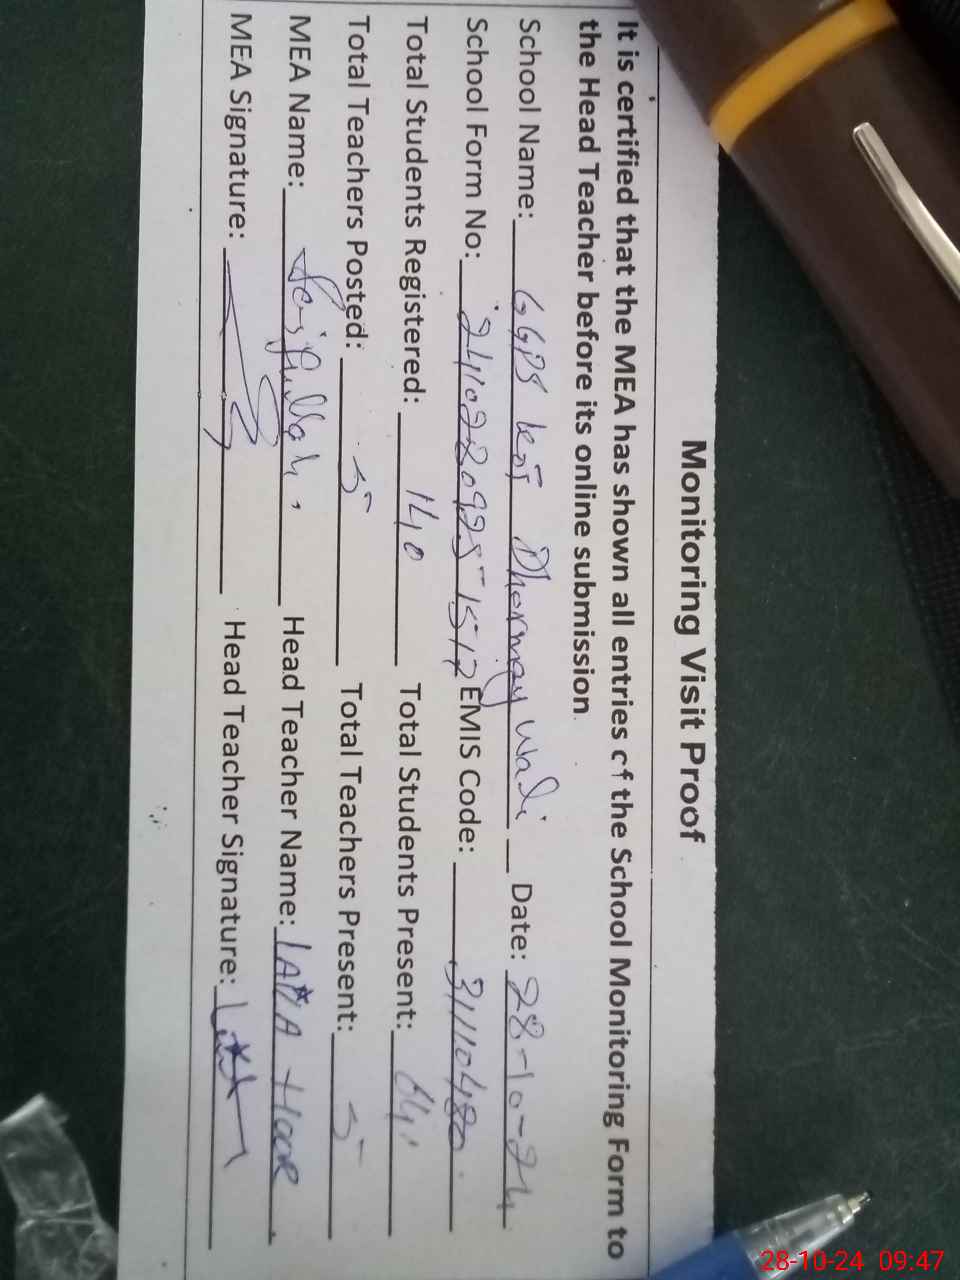 Monitoring Visit Proof
It is certified that the MEA has shown all entries of the School Monitoring Form to
the Head Teacher before its online submission.
School Name: GGPS Kot Wali Date: 28-10-24
School Form No: EMIS Code: 31110480
Total Students Registered: 140 Total Students Present:
Total Teachers Posted: 5 Total Teachers Present: 5
MEA Name: Head Teacher Name:
MEA Signature: Head Teacher Signature:
28-10-24 09:47